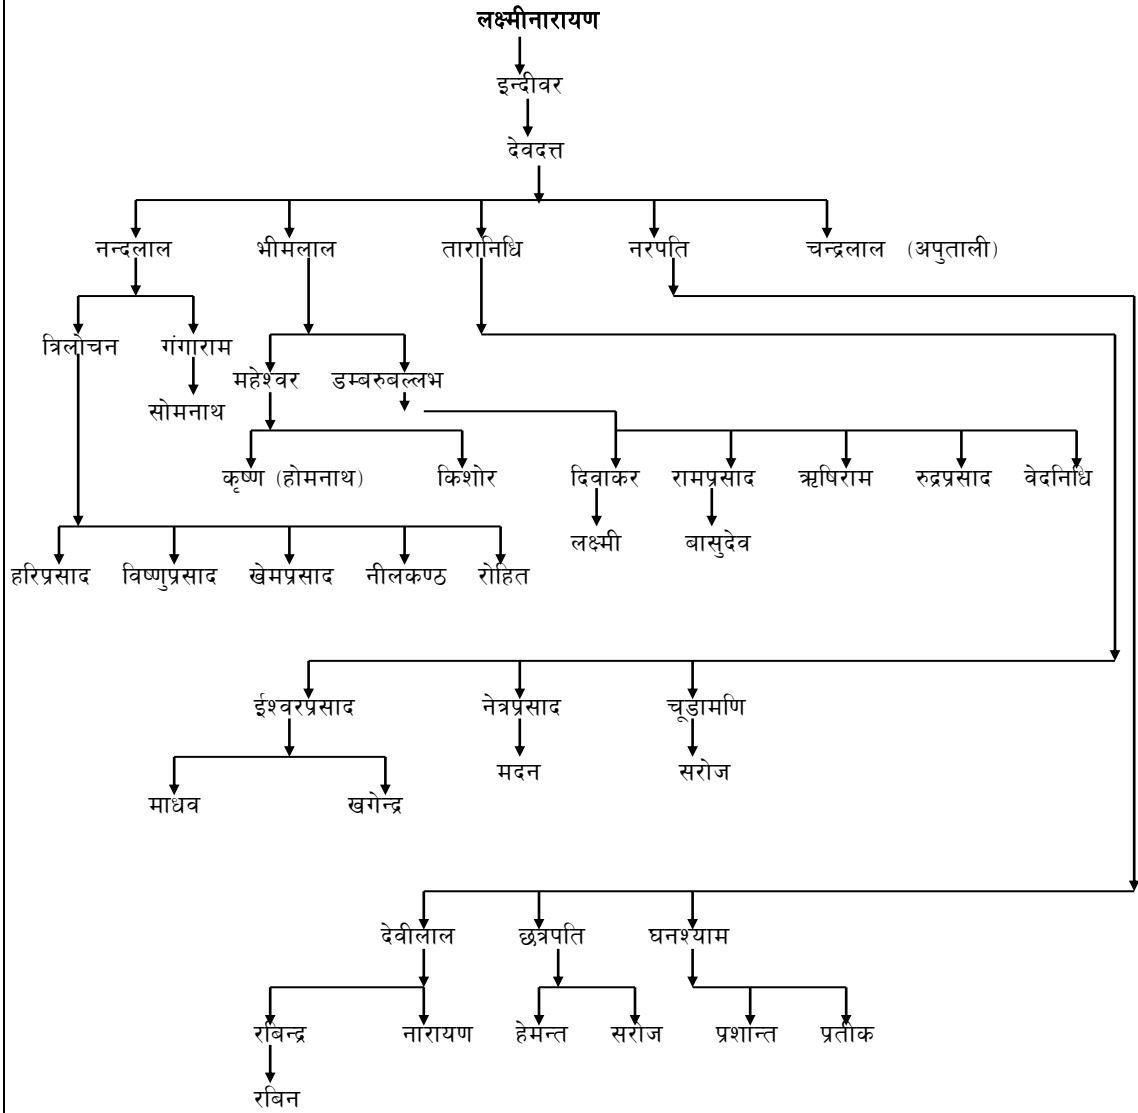 लक्ष्मीनारायण
इन्दीवर
देवदत्त
नन्दलाल भीमलाल तारानिधि नरपति चन्द्रलाल (अपुताली)
त्रिलोचन गंगाराम
महेश्वर डम्बरुबल्लभ
सोमनाथ
कृष्ण (होमनाथ) किशोर दिवाकर रामप्रसाद ऋषिराम रुद्रप्रसाद वेदनिधि
लक्ष्मी बासुदेव
हरिप्रसाद विष्णुप्रसाद खेमप्रसाद नीलकण्ठ रोहित
ईश्वरप्रसाद नेत्रप्रसाद चूडामणि
मदन सरोज
माधव खगेन्द्र
देवीलाल छत्रपति घनश्याम
रबिन्द्र नारायण हेमन्त सरोज प्रशान्त प्रतीक
रबिन